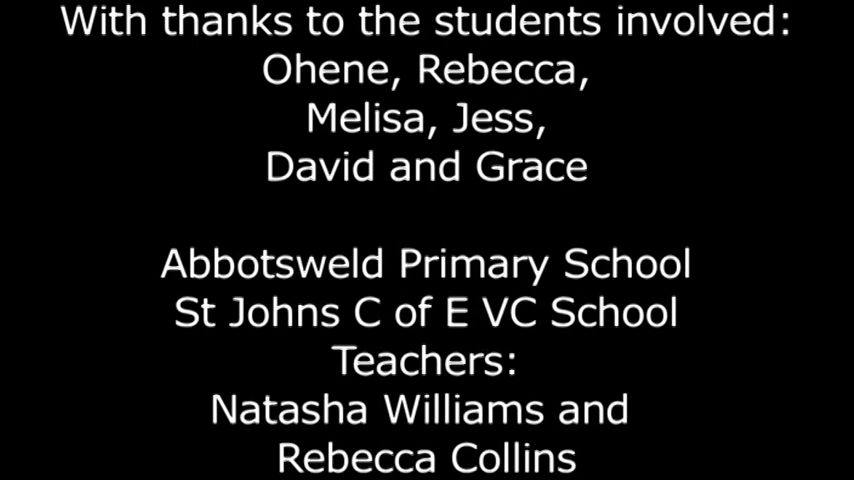 With thanks to the students involved:
Ohene, Rebecca,
Melisa, Jess,
David and Grace
Abbotsweld Primary School
St Johns C of E VC School
Teachers:
Natasha Williams and
Rebecca Collins